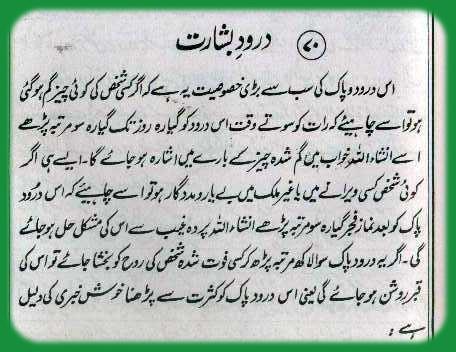 ۷۰ درودِ بشارت
اس درود و پاک کی سب سے بڑی خصوصیت یہ ہے کہ اگر کسی شخص کی کوئی چیز گم ہو گئی
ہو تو اسے چاہیئے کہ رات کو سوتے وقت اس درود کو گیارہ روز تک گیارہ سو مرتبہ پڑھے
اسے انشاء اللہ خواب میں گم شدہ چیز کے بارے میں اشارہ ہو جائے گا۔ ایسے ہی اگر
کوئی شخص کسی ویرانے میں یا غیر ملک میں بے یار و مددگار ہو تو اسے چاہیئے کہ اس درُود
پاک کو بعد نماز فجر گیارہ سو مرتبہ پڑھے انشاء اللہ پردہ غیب سے اس کی مشکل حل ہو جائے
گی۔ اگر یہ درود پاک سوا لاکھ مرتبہ پڑھ کر کسی فوت شدہ شخص کی روح کو بخشا جائے تو اس کی
قبر روشن ہو جائے گی یعنی اس درود پاک کو کثرت سے پڑھنا خوش خبری کی دلیل
ہے :